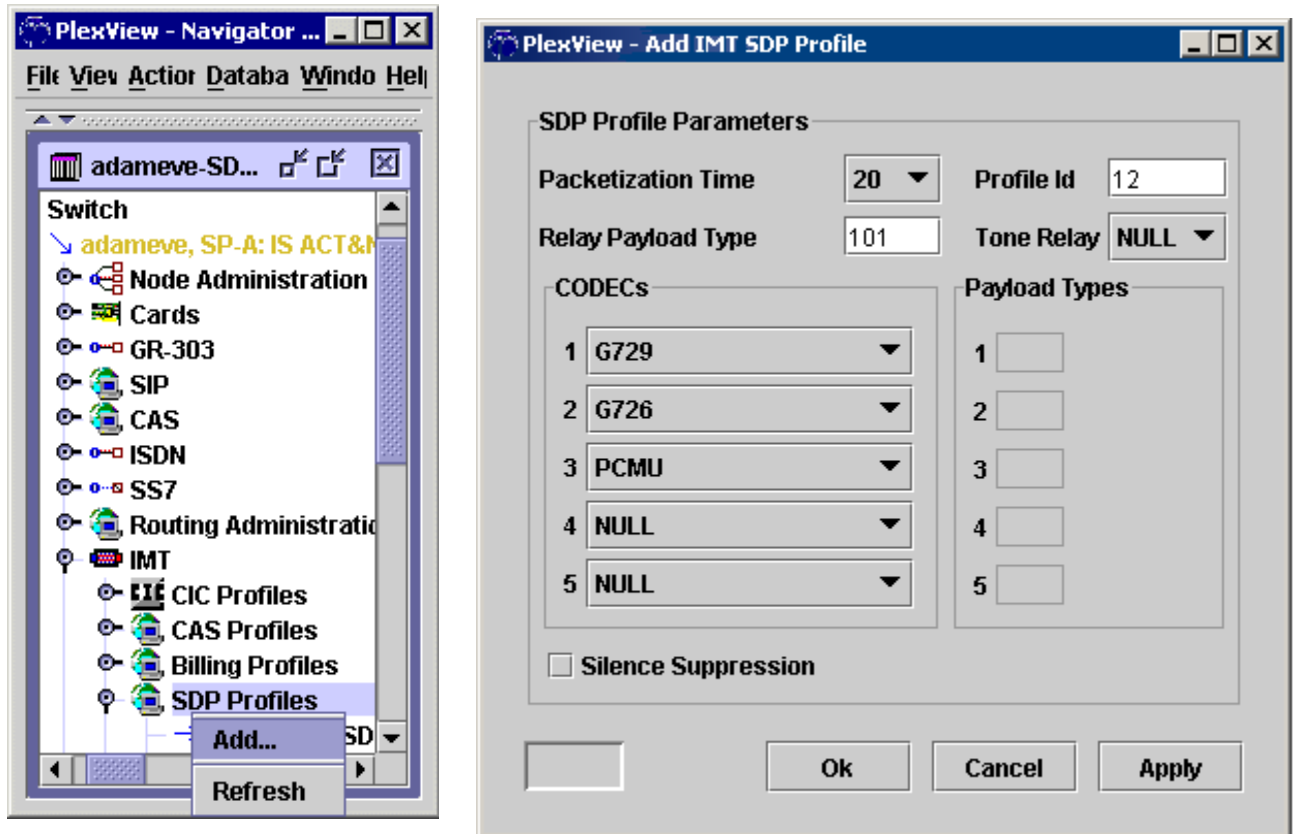 PlexView - Navigator ...
File View Action Databa Windo Hel
adameve-SD...
Switch
adameve, SP-A: IS ACT&
Node Administration
Cards
GR-303
SIP
CAS
ISDN
SS7
Routing Administratio
IMT
CIC
CIC Profiles
CAS Profiles
Billing Profiles
SDP Profiles
SD
Add...
Refresh
PlexView - Add IMT SDP Profile
SDP Profile Parameters
Packetization Time 20 Profile Id 12
Relay Payload Type 101 Tone Relay NULL
CODECs Payload Types
1 G729 1
2 G726 2
3 PCMU 3
4 NULL 4
5 NULL 5
Silence Suppression
Ok Cancel Apply